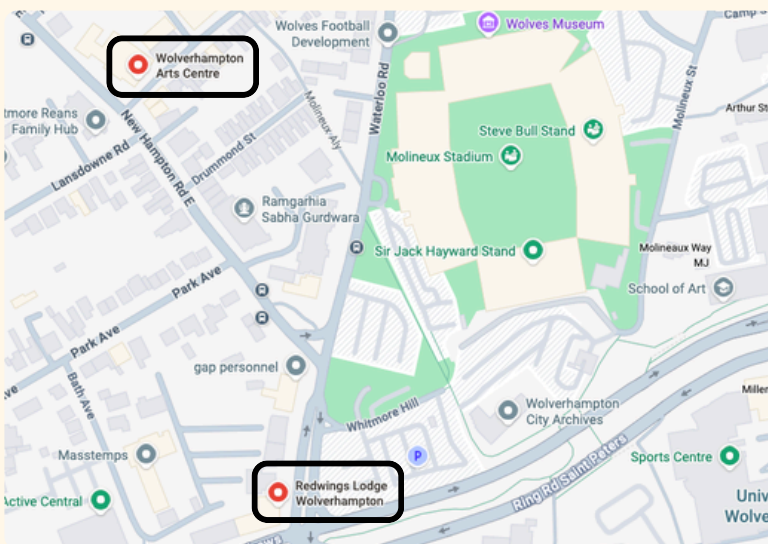 Wolves Football
Development
Wolves Museum
Camp S
Wolverhampton
Arts Centre
tmore Reans
Family Hub
New Hampton Rd E
Lansdowne Rd
Drummond St
Molineux Aly
Waterloo Rd
Molineux St
Arthur St
Steve Bull Stand
Molineux Stadium
Ramgarhia
Sabha Gurdwara
Sir Jack Hayward Stand
Molineaux Way
MJ
School of Art
Park Ave
Park Ave
ve
Bath Ave
gap personnel
Whitmore Hill
Wolverhampton
City Archives
Miller
Masstemps
P
Sports Centre
Redwings Lodge
Wolverhampton
Ring Rd Saint Peters
Active Central
Univ
Wolve